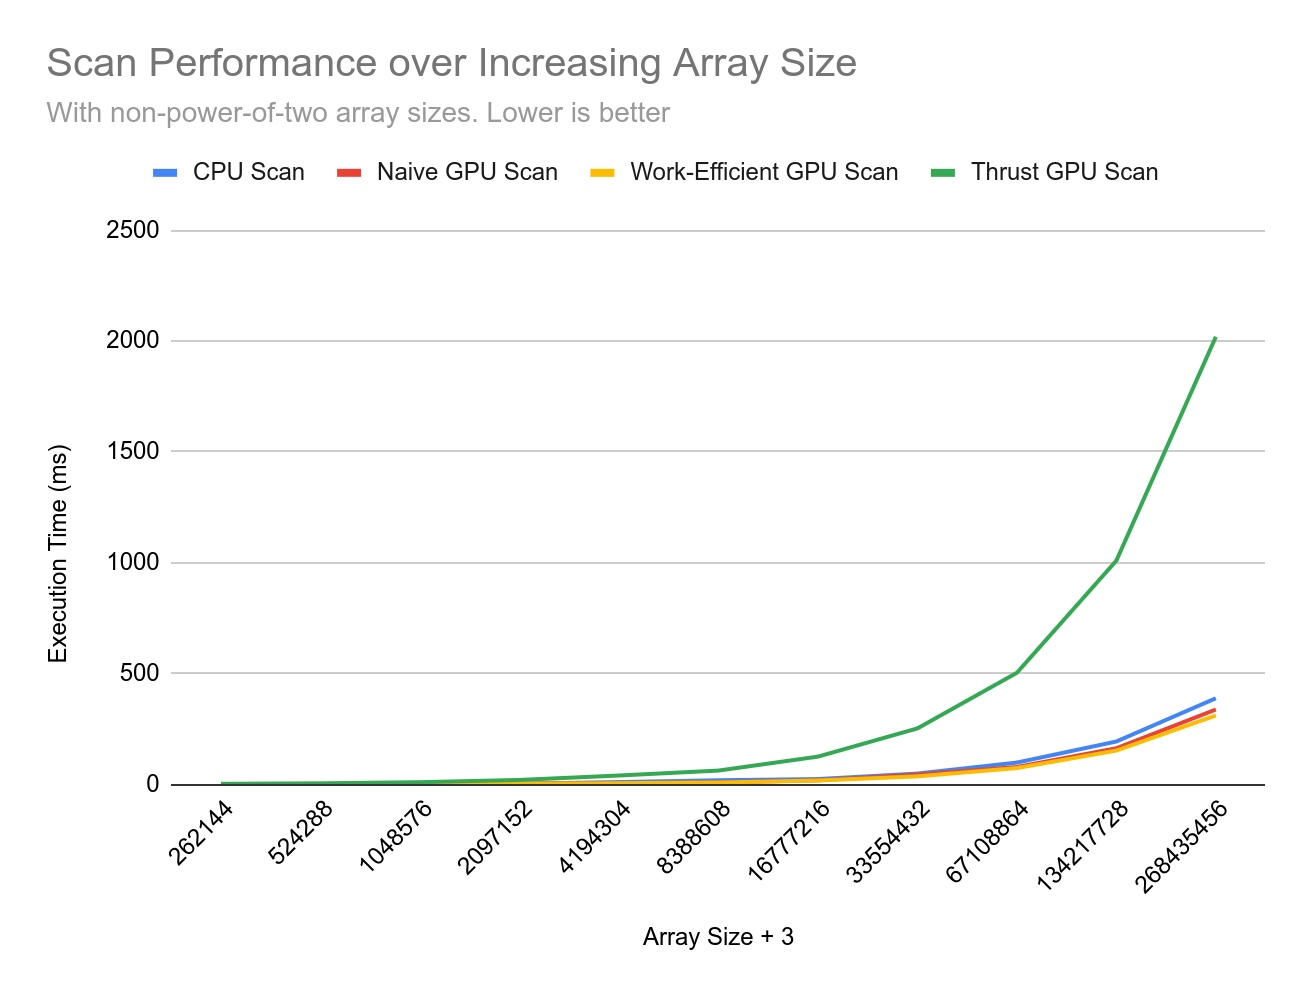 Scan Performance over Increasing Array Size
With non-power-of-two array sizes. Lower is better
CPU Scan Naive GPU Scan Work-Efficient GPU Scan Thrust GPU Scan
2500
2000
1500
1000
500
0
Execution Time (ms)
262144 524288 1048576 2097152 4194304 8388608 16777216 33554432 67108864 134217728 268435456
Array Size + 3